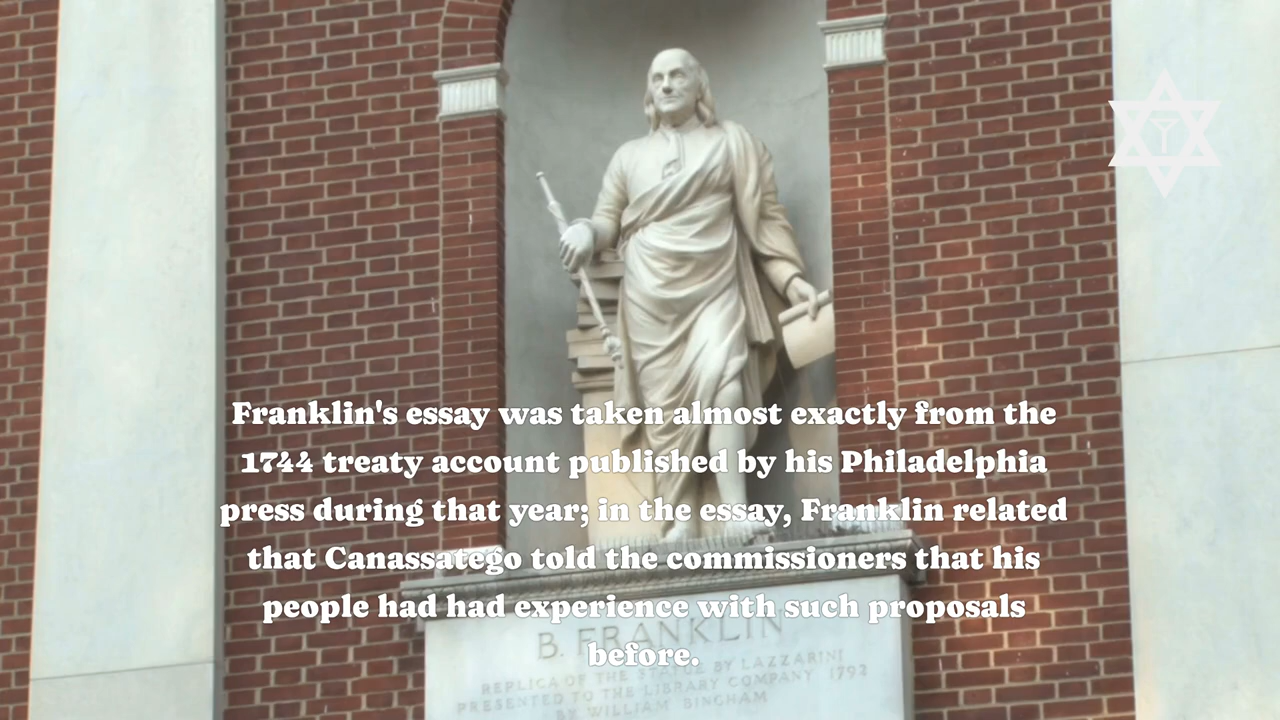 Franklin's essay was taken almost exactly from the
1744 treaty account published by his Philadelphia
press during that year; in the essay, Franklin related
that Canassatego told the commissioners that his
people had had experience with such proposals
before.
B. FRANKLIN
REPLICA OF THE STATUE BY LAZZARINI
PRESENTED TO THE LIBRARY COMPANY 1792
BY WILLIAM BINGHAM